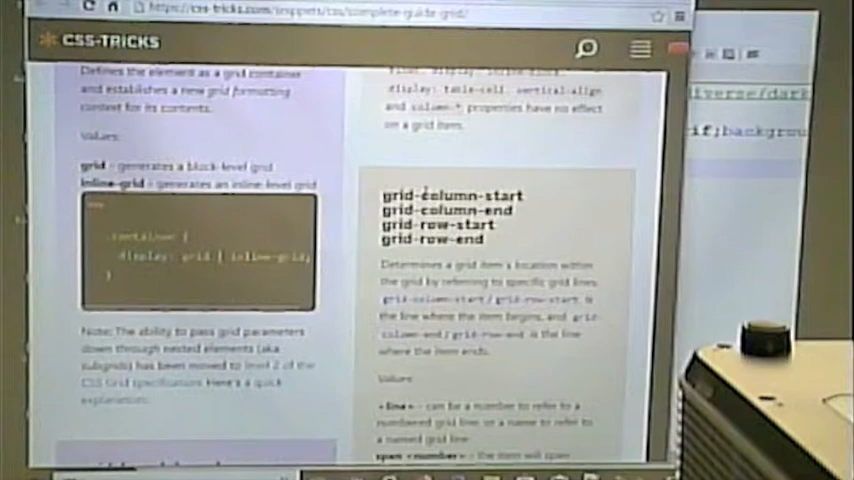 https://css-tricks.com/snippets/css/complete-guide-grid/
CSS-TRICKS
Defines the element as a grid container
and establishes a new grid formatting
context for its contents.
Values:
grid – generates a block-level grid
inline-grid – generates an inline-level grid
.container {
display: grid | inline-grid;
}
Note: The ability to pass grid parameters
down through nested elements (aka
subgrids) has been moved to level 2 of the
CSS Grid specification. Here's a quick
explanation.
float, display: inline-block,
display: table-cell, vertical-align
and column-* properties have no effect
on a grid item.
grid-column-start
grid-column-end
grid-row-start
grid-row-end
Determines a grid item's location within
the grid by referring to specific grid lines.
grid-column-start/grid-row-start is
the line where the item begins, and grid-
column-end/grid-row-end is the line
where the item ends.
Values:
<line> – can be a number to refer to a
numbered grid line, or a name to refer to
a named grid line
span <number> – the item will span
iverse/dark
if;backgrou